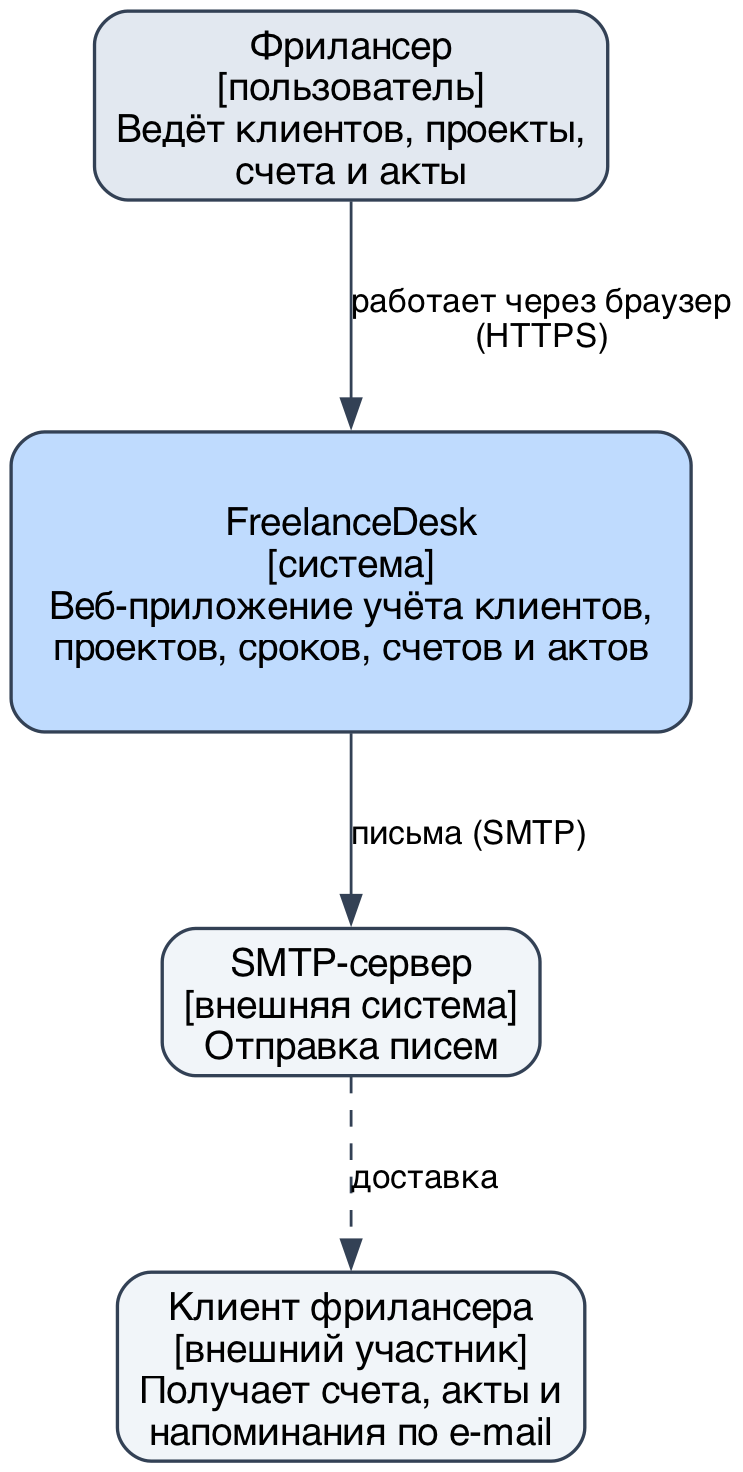 Фрилансер
[пользователь]
Ведёт клиентов, проекты,
счета и акты
работает через браузер
(HTTPS)
FreelanceDesk
[система]
Веб-приложение учёта клиентов,
проектов, сроков, счетов и актов
письма (SMTP)
SMTP-сервер
[внешняя система]
Отправка писем
доставка
Клиент фрилансера
[внешний участник]
Получает счета, акты и
напоминания по e-mail